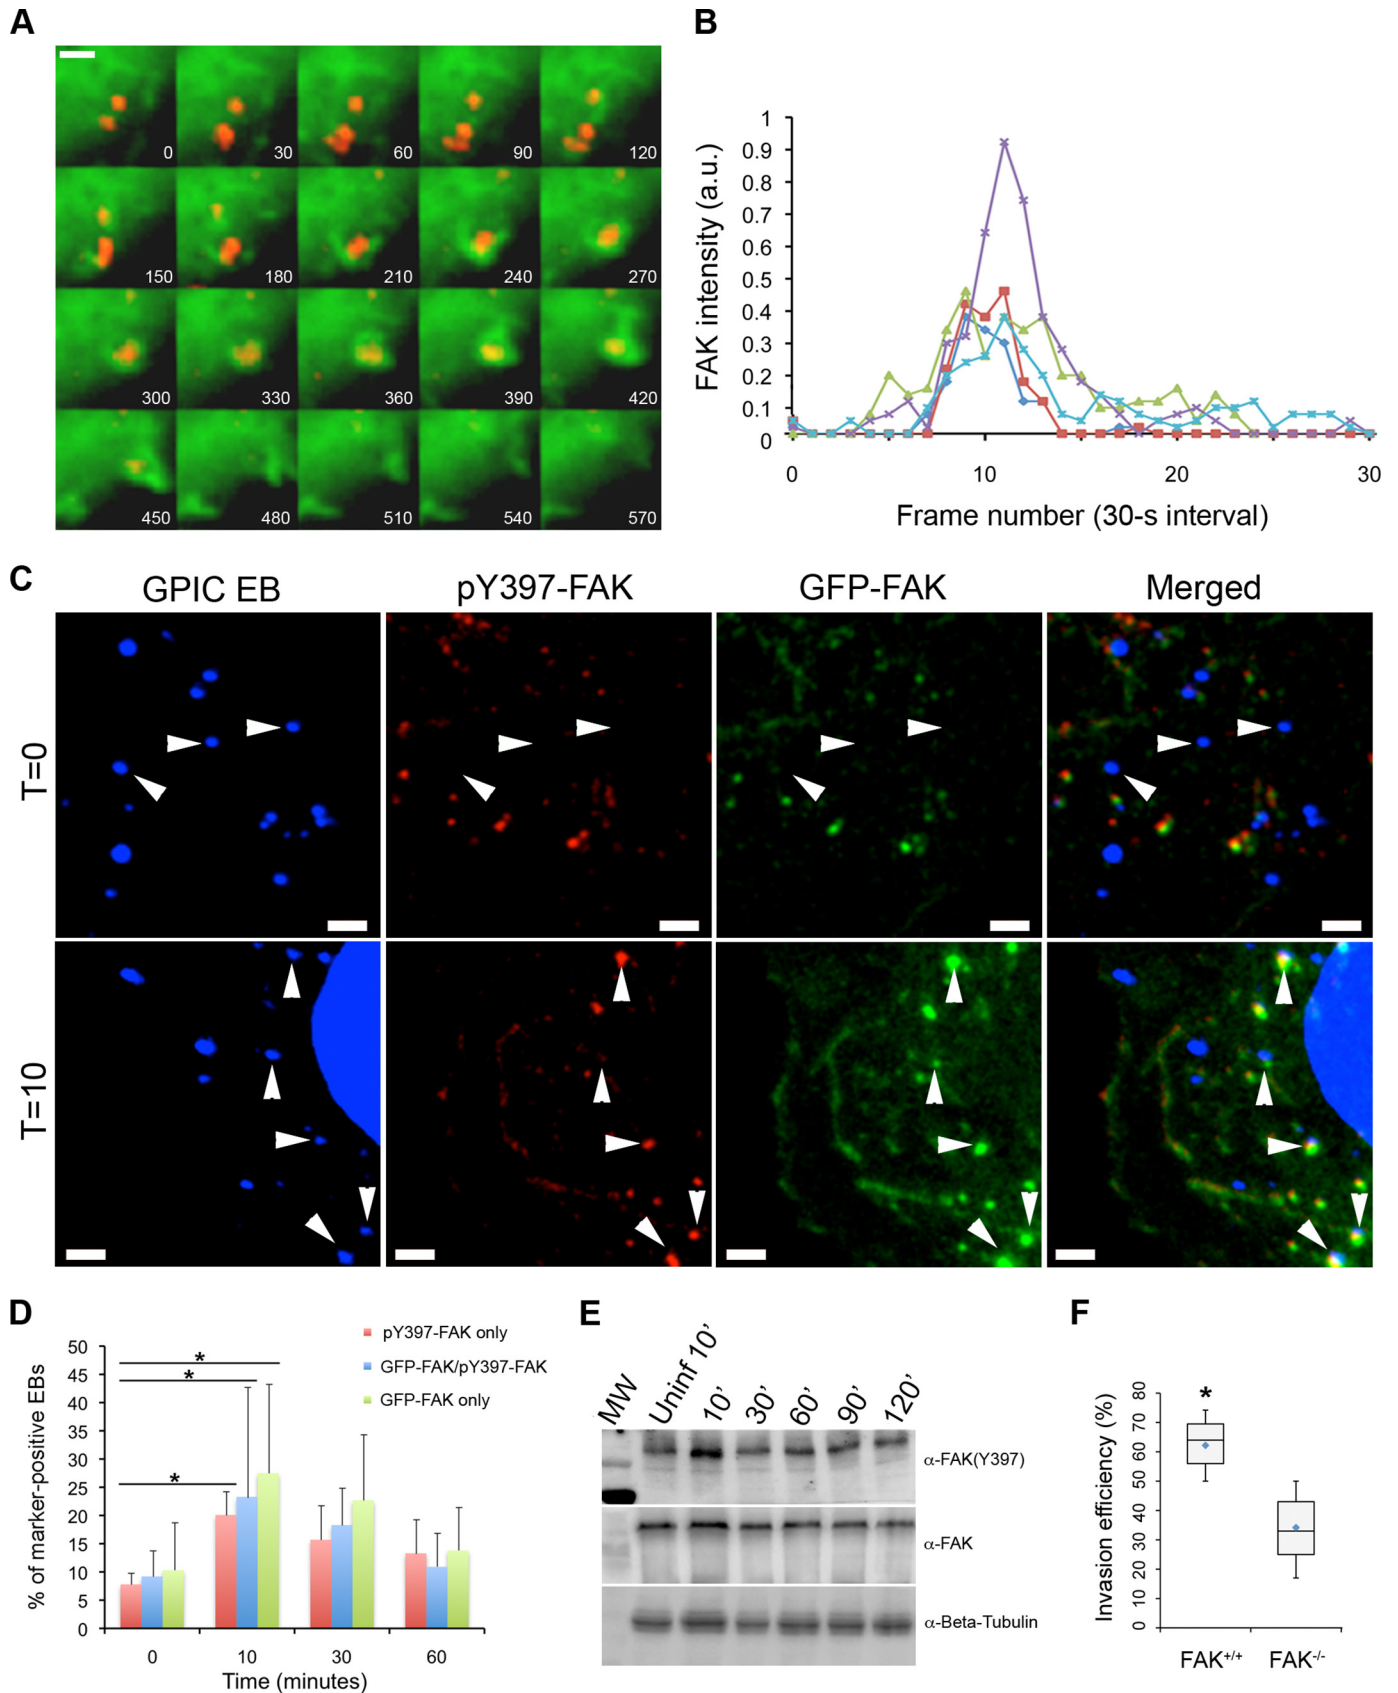 A
0 30 60 90 120
150 180 210 240 270
300 330 360 390 420
450 480 510 540 570
B
FAK intensity (a.u.)
1
0.9
0.8
0.7
0.6
0.5
0.4
0.3
0.2
0.1
0
0 10 20 30
Frame number (30-s interval)
C
GPIC EB pY397-FAK GFP-FAK Merged
T=0
T=10
D
% of marker-positive EBs
50
45
40
35
30
25
20
15
10
5
0
* 
*
*
pY397-FAK only
GFP-FAK/pY397-FAK
GFP-FAK only
0 10 30 60
Time (minutes)
E
MW Uninf 10' 10' 30' 60' 90' 120'
α-FAK(Y397)
α-FAK
α-Beta-Tubulin
F
Invasion efficiency (%)
80
70
60
50
40
30
20
10
0
*
FAK+/+ FAK-/-